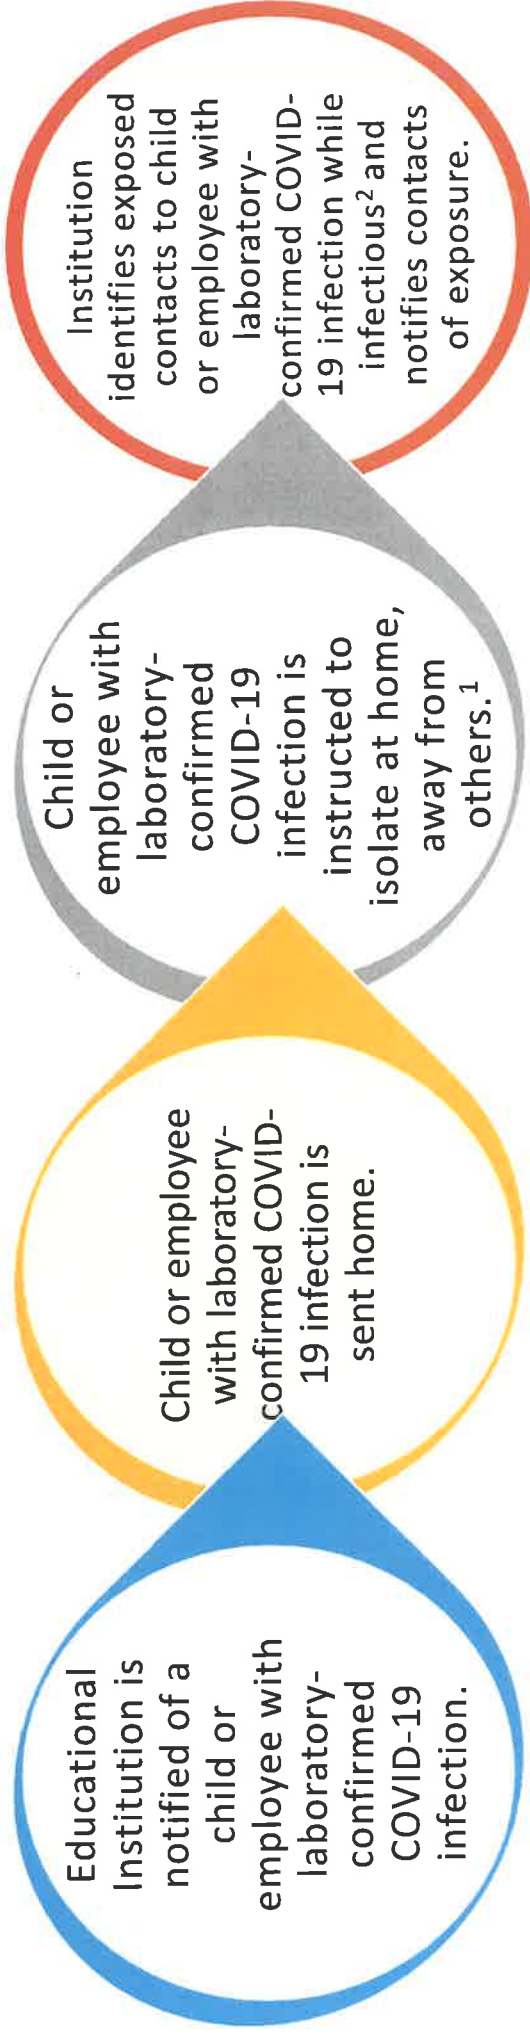 Educational
Institution is
notified of a
child or
employee with
laboratory-
confirmed
COVID-19
infection.
Child or employee
with laboratory-
confirmed COVID-
19 infection is
sent home.
Child or
employee with
laboratory-
confirmed
COVID-19
infection is
instructed to
isolate at home,
away from
others.¹
Institution
identifies exposed
contacts to child
or employee with
laboratory-
confirmed COVID-
19 infection while
infectious² and
notifies contacts
of exposure.